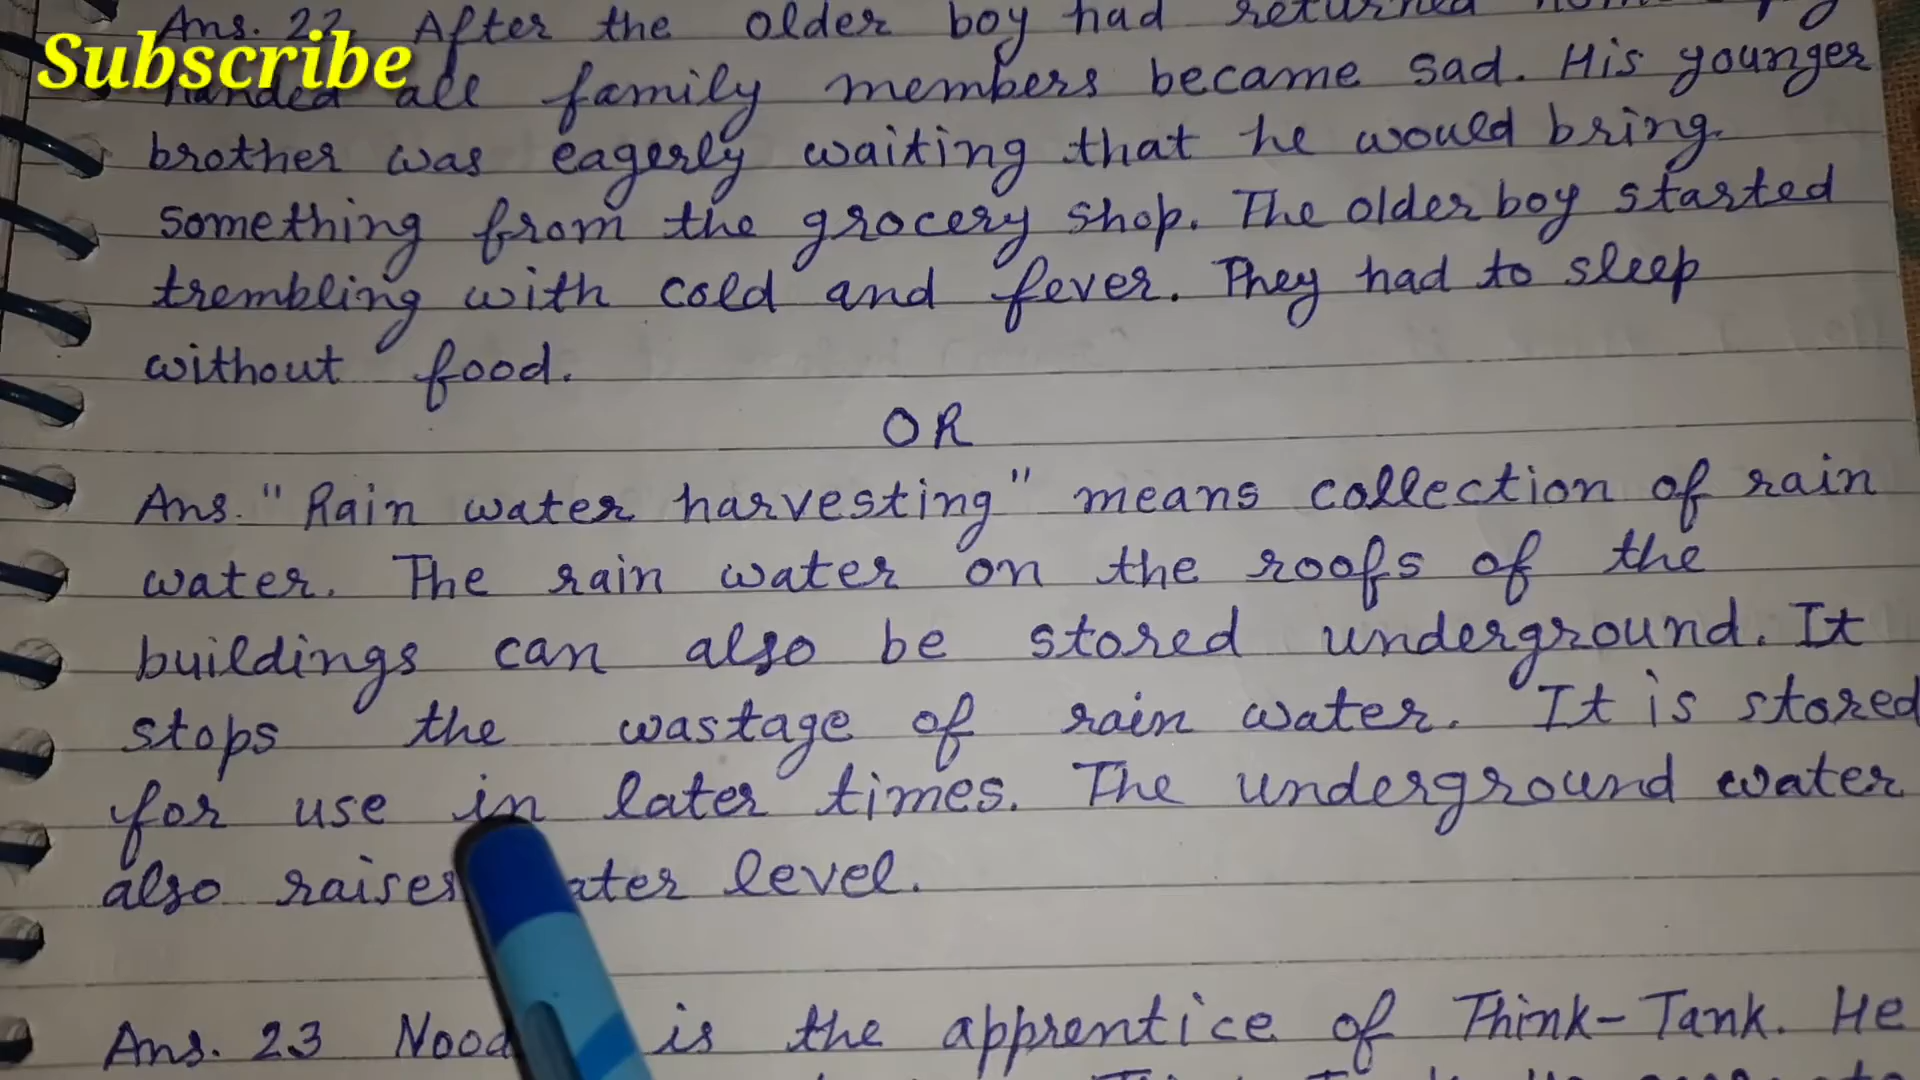 Ans. 22 After the older boy had returned
Subscribe
handed all family members became sad. His younger
brother was eagerly waiting that he would bring
something from the grocery shop. The older boy started
trembling with cold and fever. They had to sleep
without food.
OR
Ans. "Rain water harvesting" means collection of rain
water. The rain water on the roofs of the
buildings can also be stored underground. It
stops the wastage of rain water. It is stored
for use in later times. The underground water
also raises ater level.
Ans. 23 Nood is the apprentice of Think-Tank. He